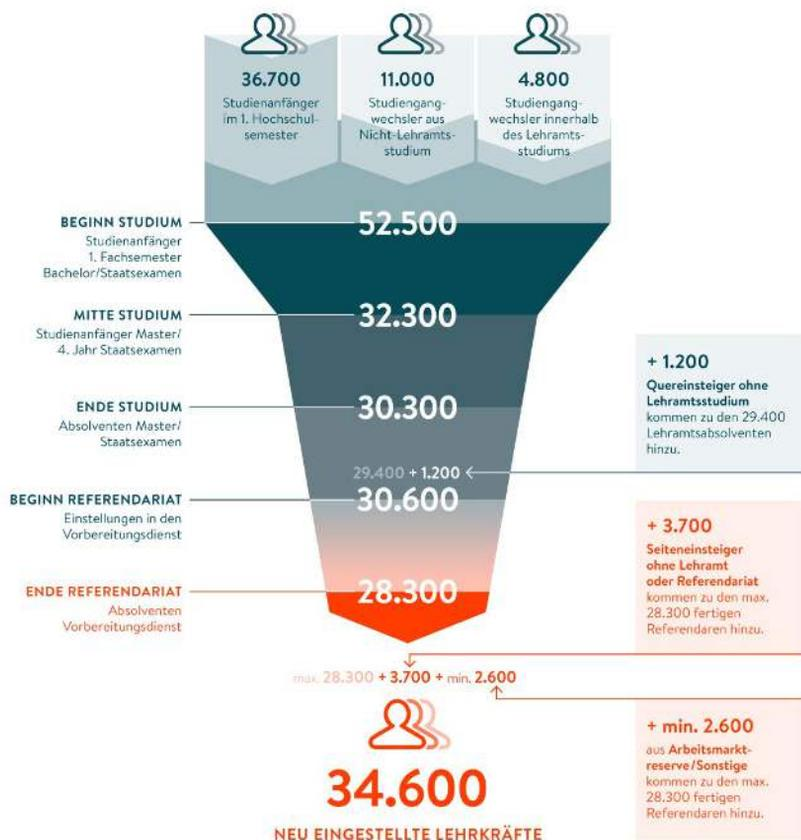 36.700
Studienanfänger
im 1. Hochschul-
semester
11.000
Studiengang-
wechsler aus
Nicht-Lehramts-
studium
4.800
Studiengang-
wechsler innerhalb
des Lehramts-
studiums
BEGINN STUDIUM
Studienanfänger
1. Fachsemester
Bachelor/Staatsexamen
52.500
MITTE STUDIUM
Studienanfänger Master/
4. Jahr Staatsexamen
32.300
ENDE STUDIUM
Absolventen Master/
Staatsexamen
30.300
+ 1.200
Quereinsteiger ohne
Lehramtsstudium
kommen zu den 29.400
Lehramtsabsolventen
hinzu.
29.400 + 1.200
BEGINN REFERENDARIAT
Einstellungen in den
Vorbereitungsdienst
30.600
ENDE REFERENDARIAT
Absolventen
Vorbereitungsdienst
28.300
+ 3.700
Seiteneinsteiger
ohne Lehramt
oder Referendariat
kommen zu den max.
28.300 fertigen
Referendaren hinzu.
max. 28.300 + 3.700 + min. 2.600
+ min. 2.600
aus Arbeitsmarkt-
reserve/Sonstige
kommen zu den max.
28.300 fertigen
Referendaren hinzu.
34.600
NEU EINGESTELLTE LEHRKRÄFTE